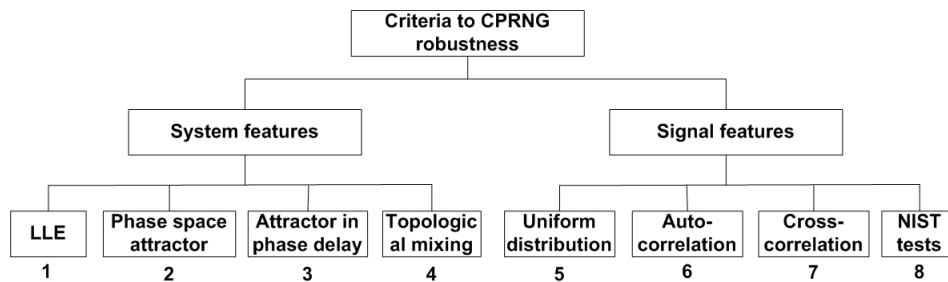 Criteria to CPRNG
robustness
System features
Signal features
LLE
Phase space
attractor
Attractor in
phase delay
Topologic
al mixing
Uniform
distribution
Auto-
correlation
Cross-
correlation
NIST
tests
1
2
3
4
5
6
7
8